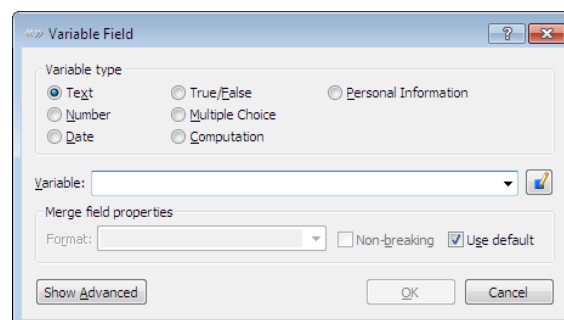 «» Variable Field
Variable type
Text True/False Personal Information
Number Multiple Choice
Date Computation
Variable:
Merge field properties
Format: Non-breaking Use default
Show Advanced OK Cancel